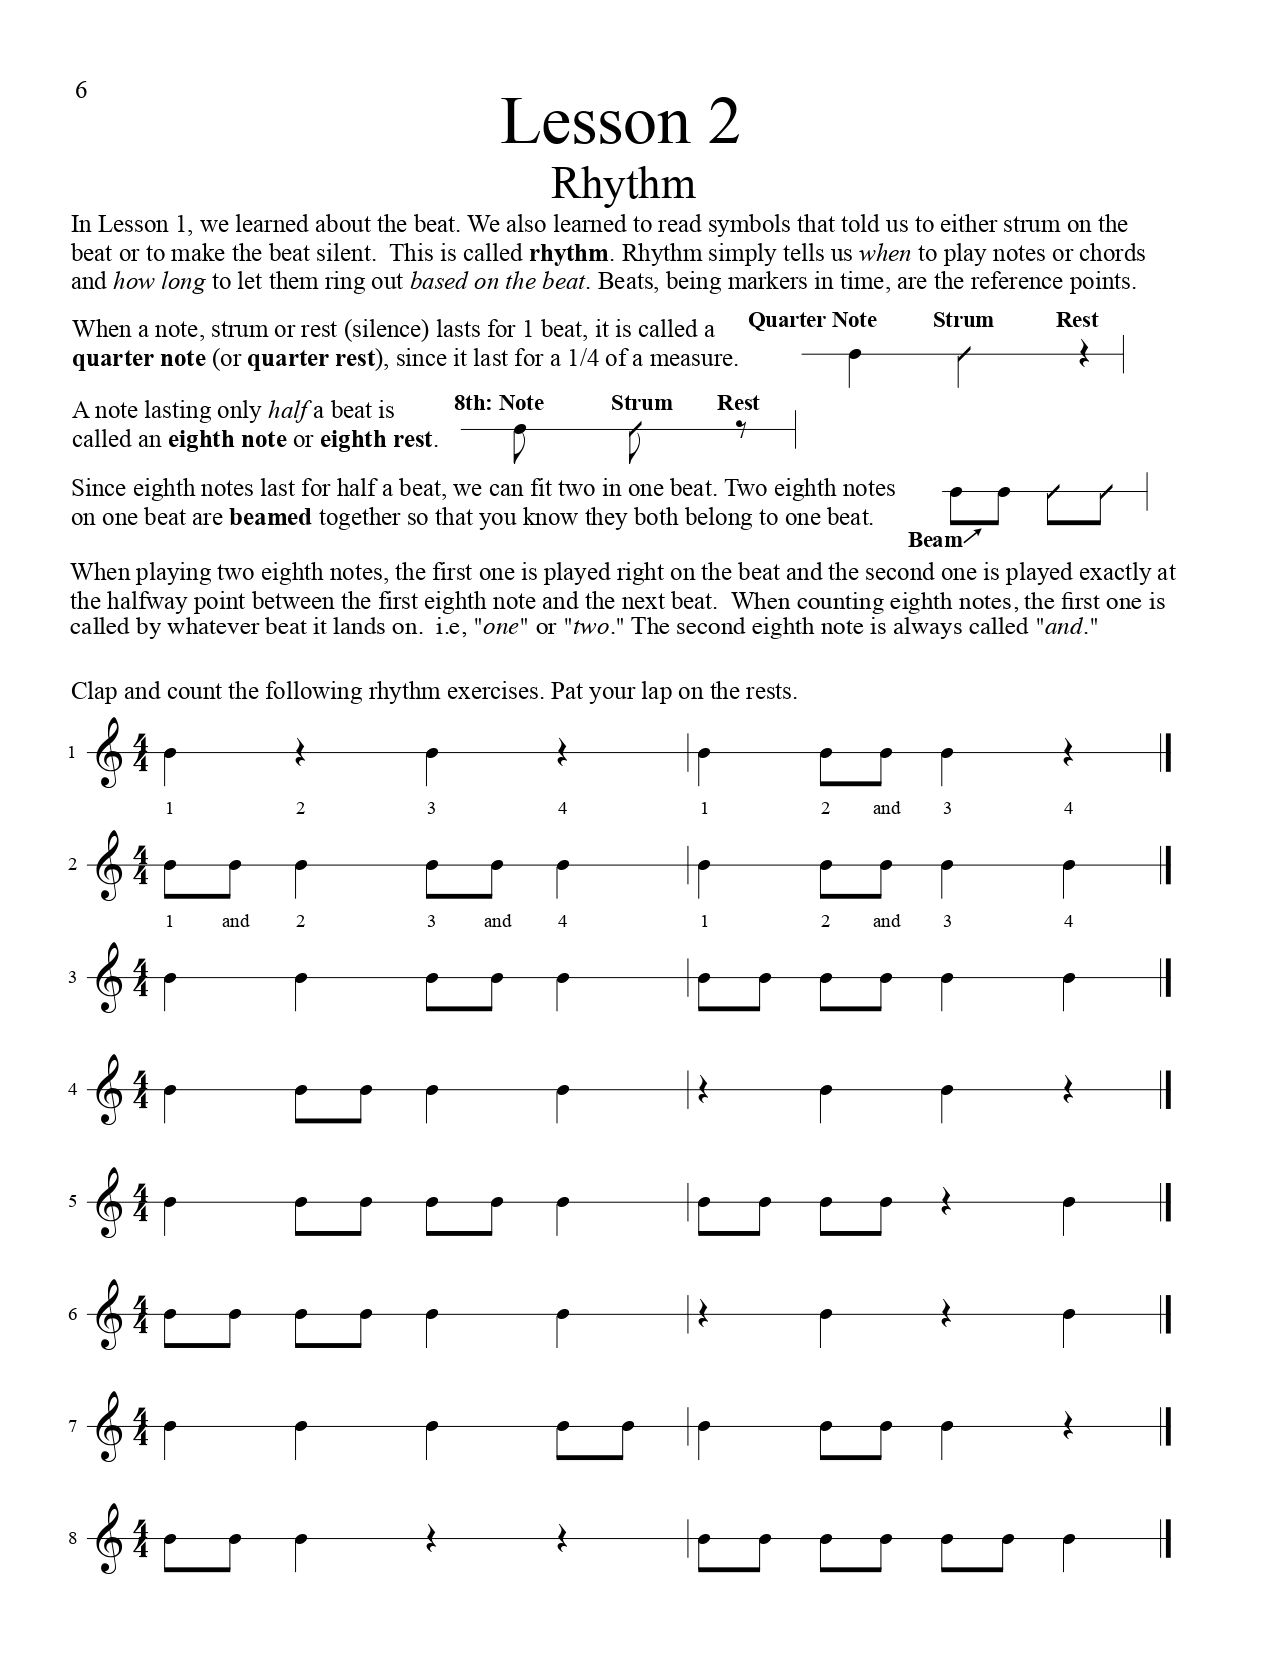 6
Lesson 2
Rhythm
In Lesson 1, we learned about the beat. We also learned to read symbols that told us to either strum on the
beat or to make the beat silent.  This is called rhythm. Rhythm simply tells us when to play notes or chords
and how long to let them ring out based on the beat. Beats, being markers in time, are the reference points.
When a note, strum or rest (silence) lasts for 1 beat, it is called a
quarter note (or quarter rest), since it last for a 1/4 of a measure.
Quarter Note Strum Rest
A note lasting only half a beat is
called an eighth note or eighth rest.
8th: Note Strum Rest
Since eighth notes last for half a beat, we can fit two in one beat. Two eighth notes
on one beat are beamed together so that you know they both belong to one beat.
Beam
When playing two eighth notes, the first one is played right on the beat and the second one is played exactly at
the halfway point between the first eighth note and the next beat.  When counting eighth notes, the first one is
called by whatever beat it lands on.  i.e, "one" or "two." The second eighth note is always called "and."
Clap and count the following rhythm exercises. Pat your lap on the rests.
1 4 4
1 2 3 4 1 2 and 3 4
2 4 4
1 and 2 3 and 4 1 2 and 3 4
3 4 4
4 4 4
5 4 4
6 4 4
7 4 4
8 4 4